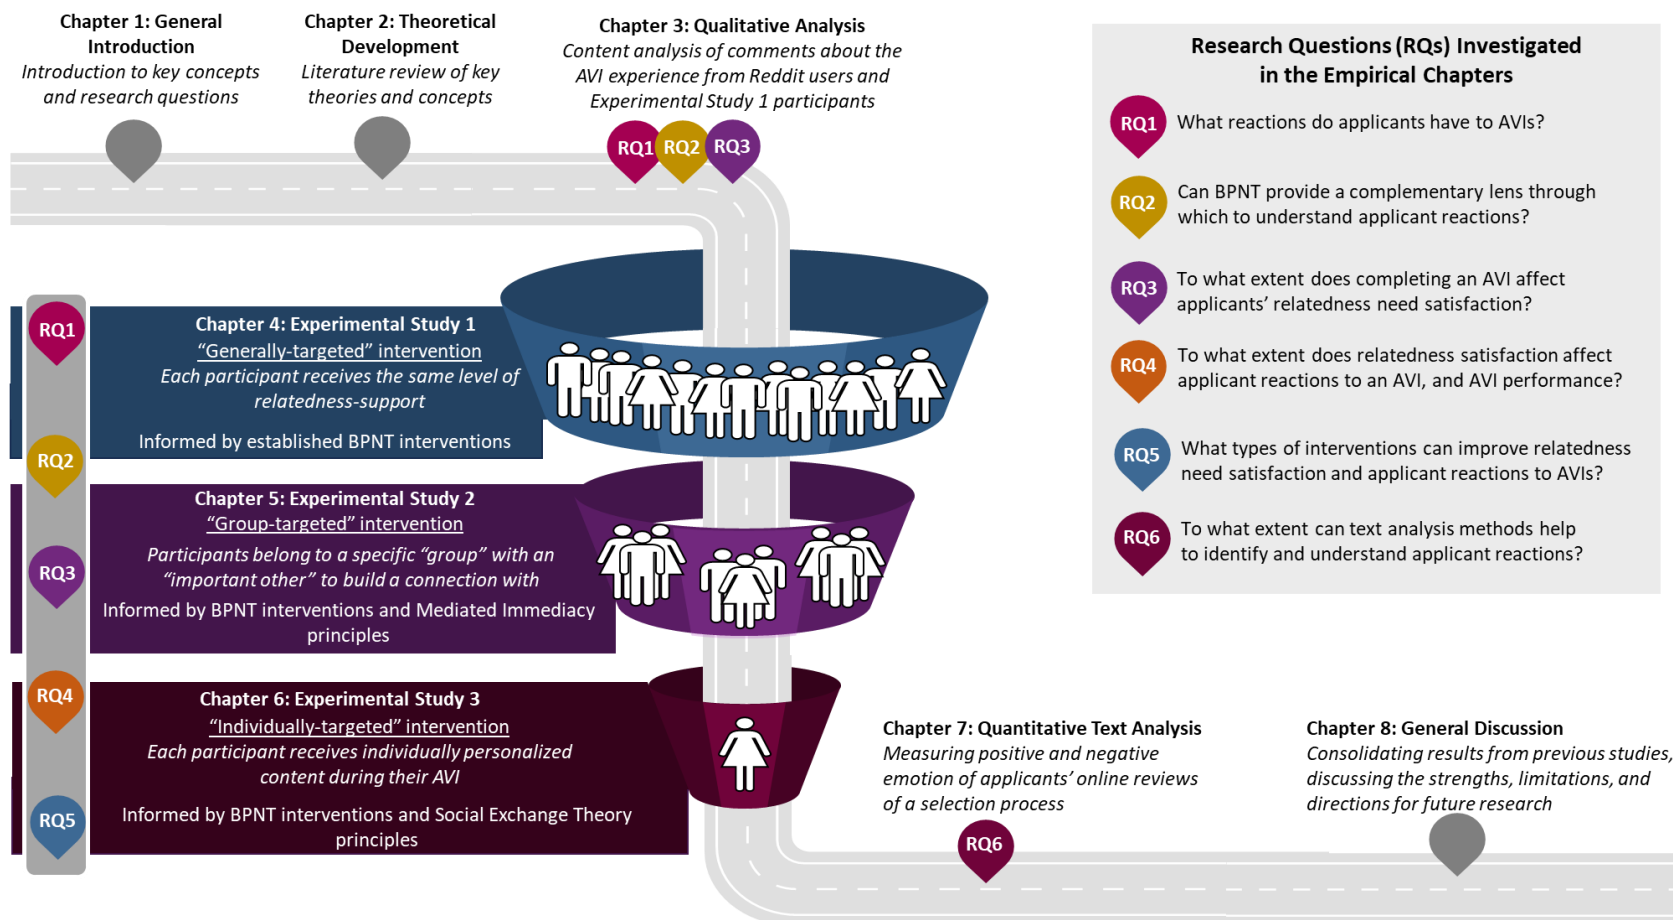 Chapter 1: General
Introduction
Introduction to key concepts
and research questions
Chapter 2: Theoretical
Development
Literature review of key
theories and concepts
Chapter 3: Qualitative Analysis
Content analysis of comments about the
AVI experience from Reddit users and
Experimental Study 1 participants
RQ1
RQ2
RQ3
Research Questions (RQs) Investigated
in the Empirical Chapters
RQ1
What reactions do applicants have to AVIs?
RQ2
Can BPNT provide a complementary lens through
which to understand applicant reactions?
RQ3
To what extent does completing an AVI affect
applicants’ relatedness need satisfaction?
RQ4
To what extent does relatedness satisfaction affect
applicant reactions to an AVI, and AVI performance?
RQ5
What types of interventions can improve relatedness
need satisfaction and applicant reactions to AVIs?
RQ6
To what extent can text analysis methods help
to identify and understand applicant reactions?
RQ1
RQ2
RQ3
RQ4
RQ5
Chapter 4: Experimental Study 1
“Generally-targeted” intervention
Each participant receives the same level of
relatedness-support
Informed by established BPNT interventions
Chapter 5: Experimental Study 2
“Group-targeted” intervention
Participants belong to a specific “group” with an
“important other” to build a connection with
Informed by BPNT interventions and Mediated Immediacy
principles
Chapter 6: Experimental Study 3
“Individually-targeted” intervention
Each participant receives individually personalized
content during their AVI
Informed by BPNT interventions and Social Exchange Theory
principles
Chapter 7: Quantitative Text Analysis
Measuring positive and negative
emotion of applicants’ online reviews
of a selection process
RQ6
Chapter 8: General Discussion
Consolidating results from previous studies,
discussing the strengths, limitations, and
directions for future research